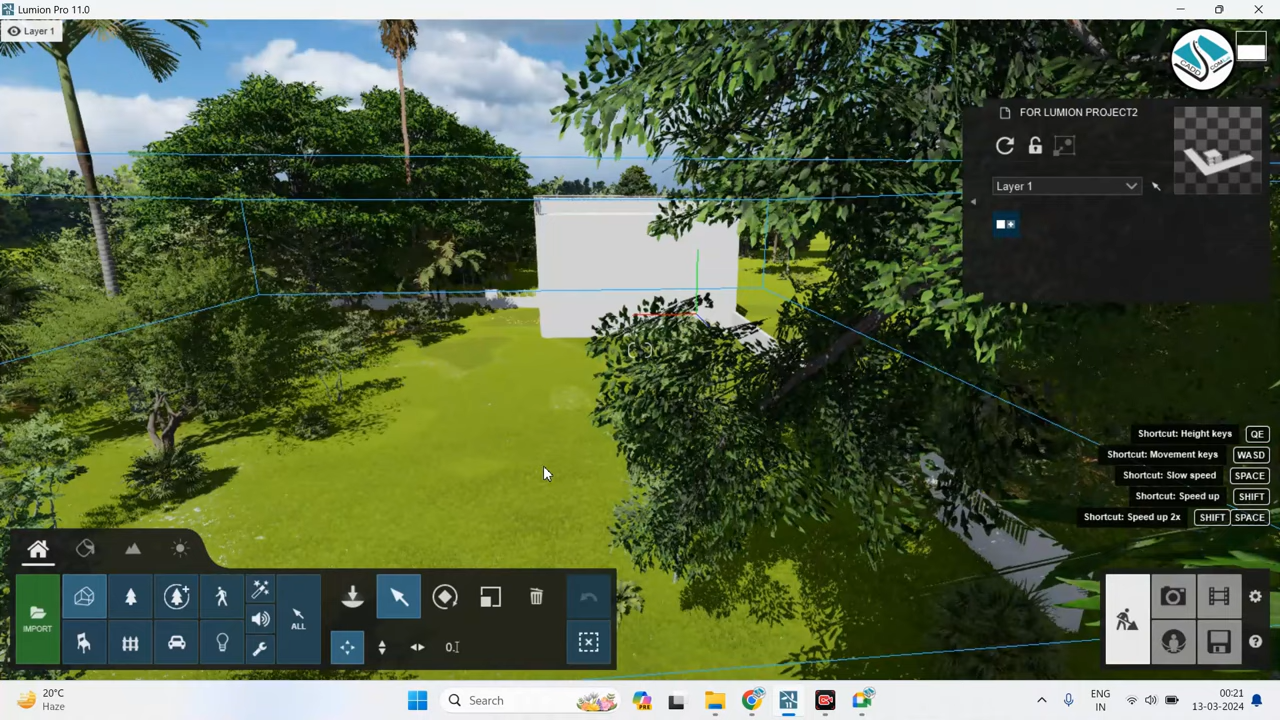 Lumion Pro 11.0
Layer 1
CADD
FOR LUMION PROJECT2
Layer 1
Shortcut: Height keys QE
Shortcut: Movement keys WASD
Shortcut: Slow speed SPACE
Shortcut: Speed up SHIFT
Shortcut: Speed up 2x SHIFT SPACE
IMPORT
ALL
20°C
Haze
Search
PRE
ENG
IN
00:21
13-03-2024